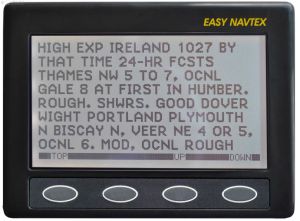 EASY NAVTEX
HIGH EXP IRELAND 1027 BY
THAT TIME 24-HR FCSTS
THAMES NW 5 TO 7, OCNL
GALE 8 AT FIRST IN HUMBER.
ROUGH. SHWRS. GOOD DOVER
WIGHT PORTLAND PLYMOUTH
N BISCAY N, VEER NE 4 OR 5,
OCNL 6. MOD, OCNL ROUGH
TOP UP DOWN